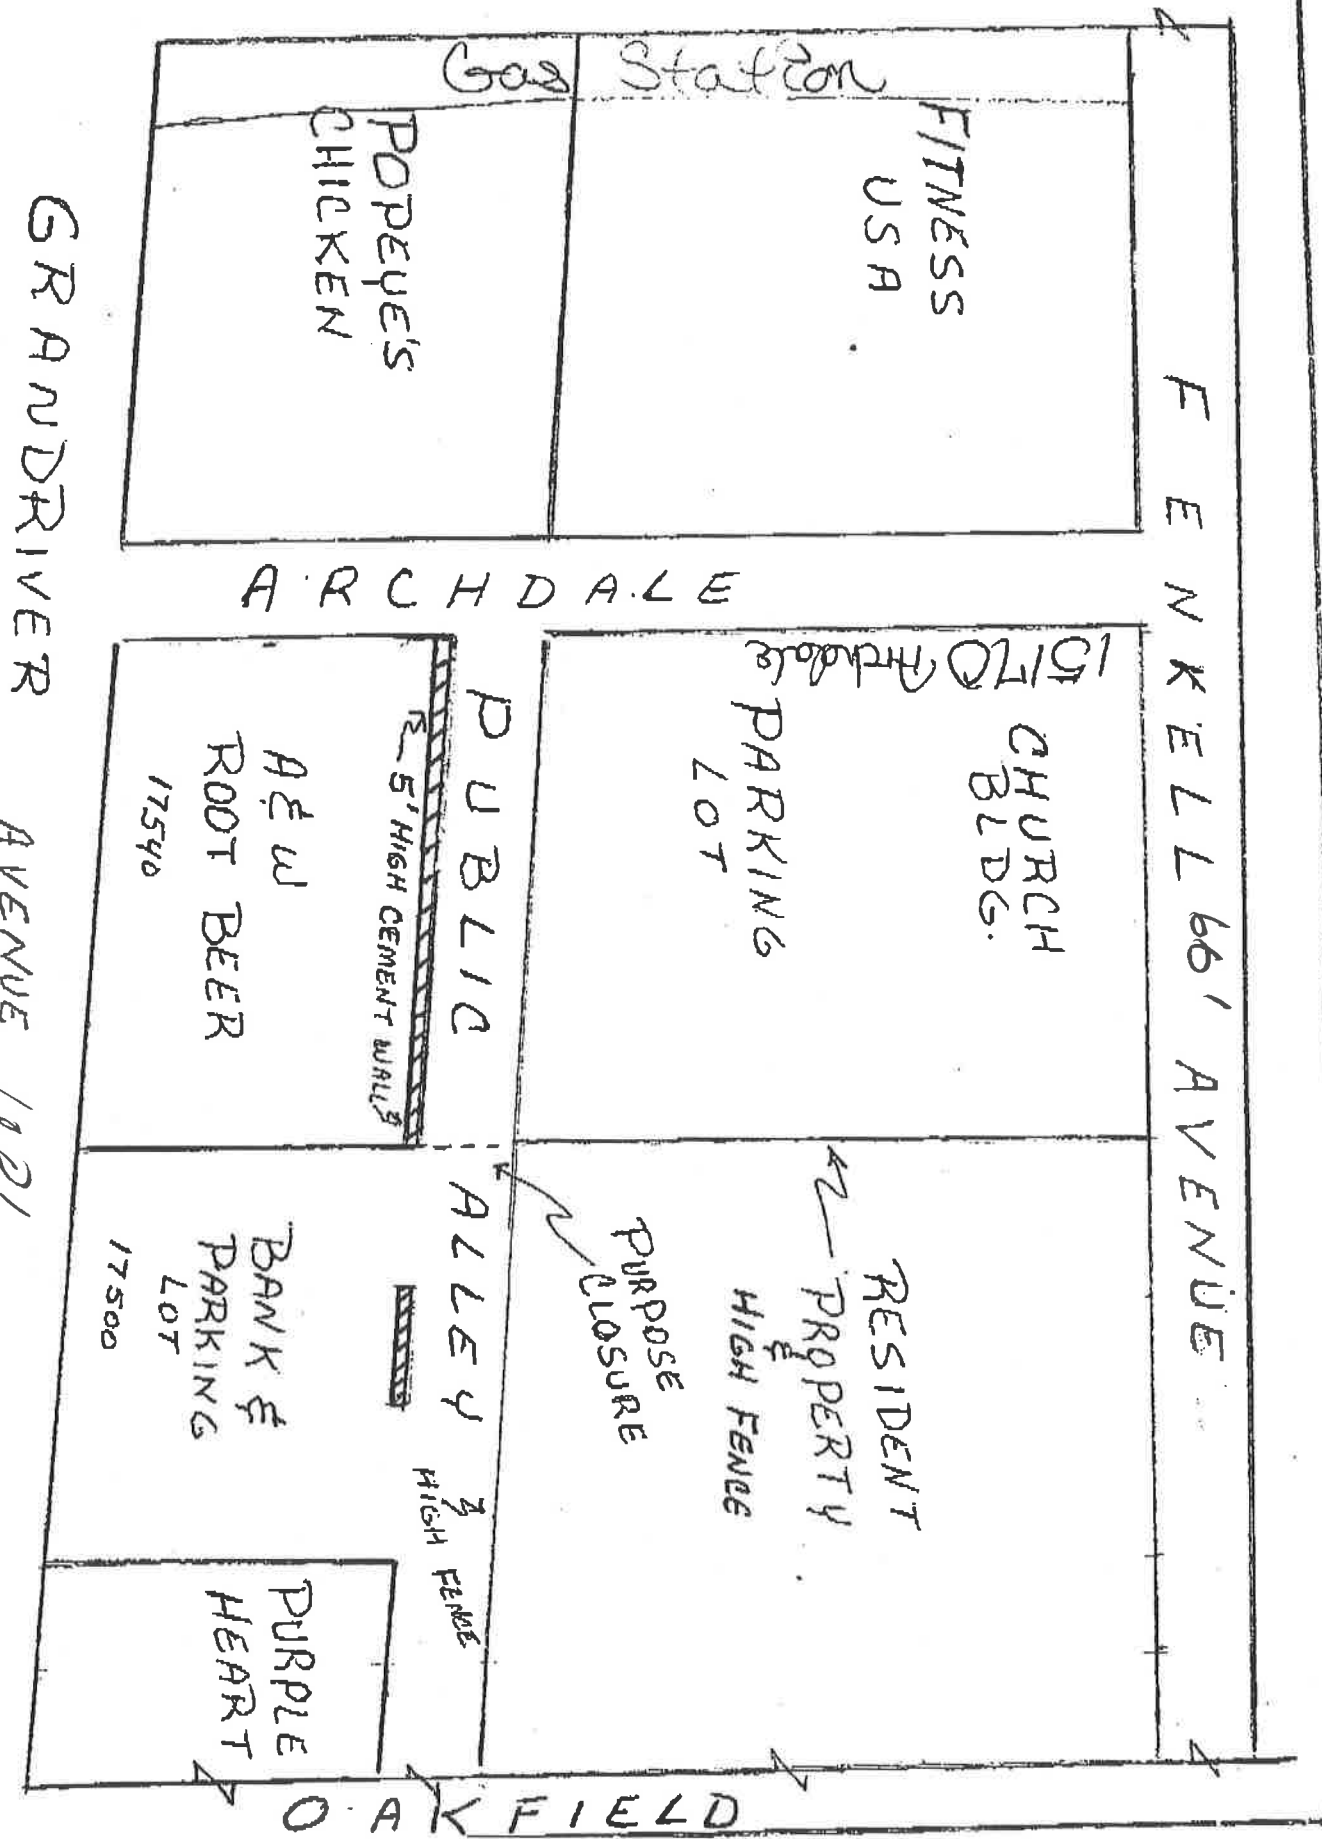 FENKELL 66' AVENUE
Gas Station
FITNESS
USA
POPEYE'S
CHICKEN
ARCHDALE
15170 Archdale
CHURCH
BLDG.
PARKING
LOT
RESIDENT
PROPERTY
&
HIGH FENCE
PURPOSE
CLOSURE
PUBLIC ALLEY
HIGH FENCE
5' HIGH CEMENT WALL
A & W
ROOT BEER
17540
BANK &
PARKING
LOT
17500
PURPLE
HEART
OAKFIELD
GRANDRIVER AVENUE